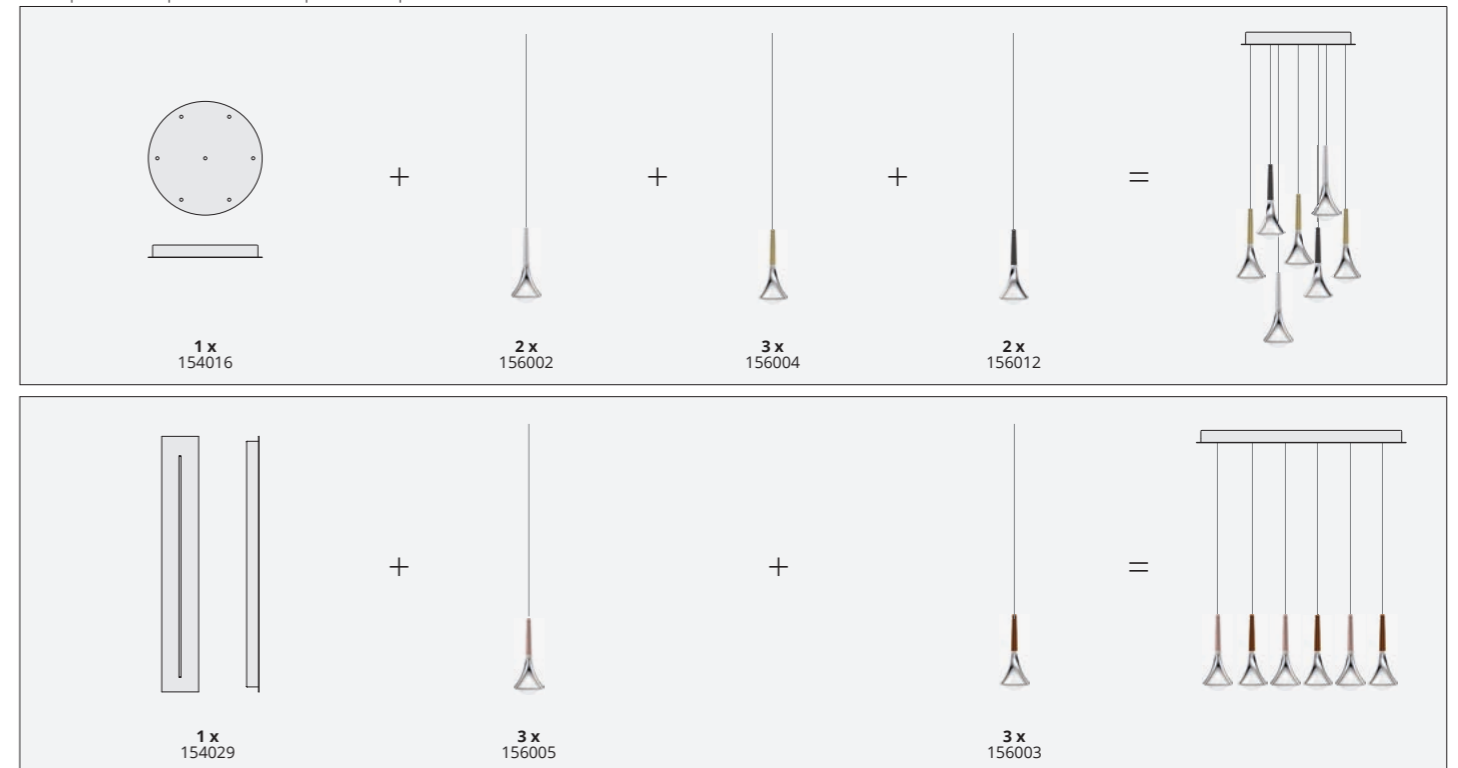 + + + =
1 x 2 x 3 x 2 x
154016 156002 156004 156012
+ + =
1 x 3 x 3 x
154029 156005 156003